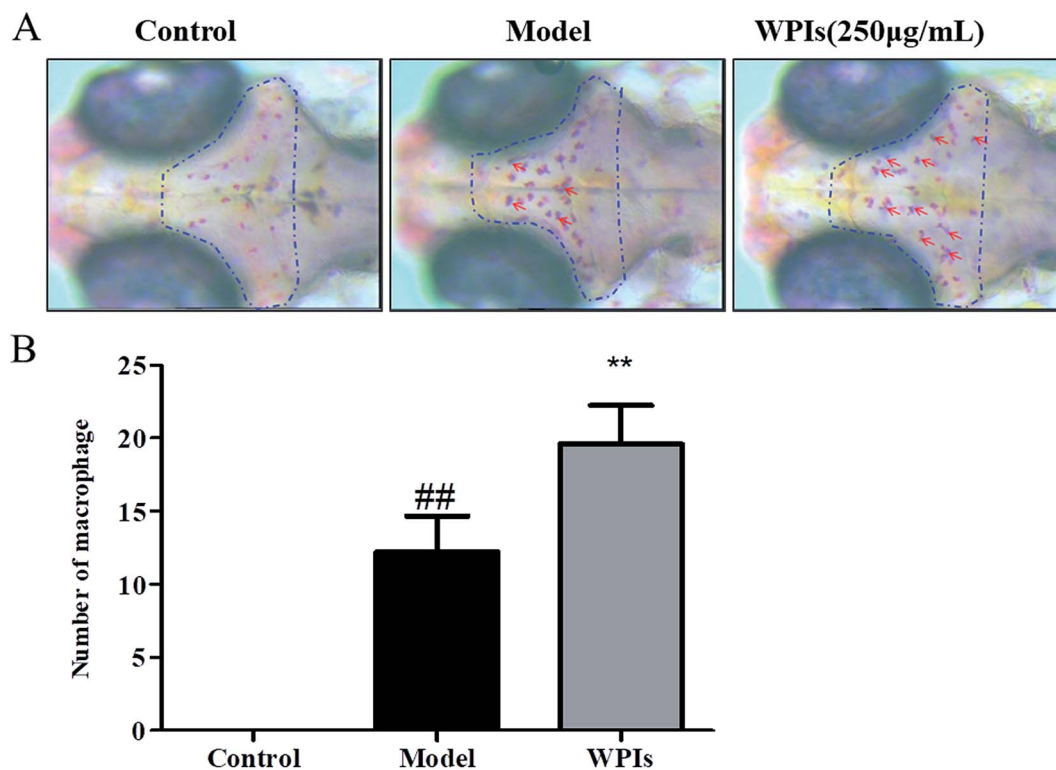 A
Control Model WPIs(250μg/mL)
B
Number of macrophage
25
20
15
10
5
0
##
**
Control Model WPIs